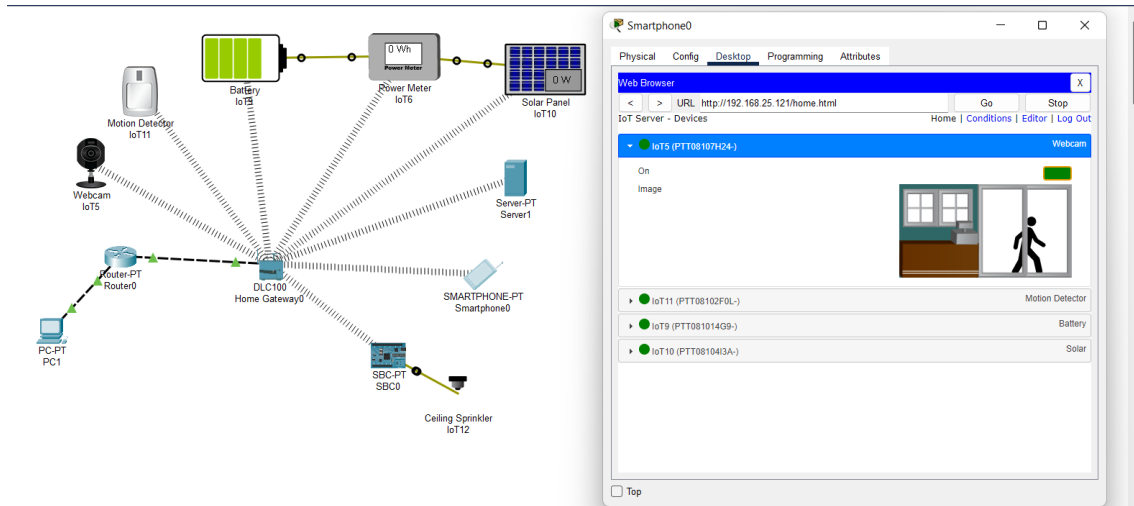 0 Wh
Power Meter
Battery
IoT9
Power Meter
IoT6
0 W
Solar Panel
IoT10
Motion Detector
IoT11
Webcam
IoT5
Server-PT
Server1
Router-PT
Router0
DLC100
Home Gateway0
SMARTPHONE-PT
Smartphone0
PC-PT
PC1
SBC-PT
SBC0
Ceiling Sprinkler
IoT12
Smartphone0
Physical Config Desktop Programming Attributes
Web Browser X
< > URL http://192.168.25.121/home.html Go Stop
IoT Server - Devices Home | Conditions | Editor | Log Out
IoT5 (PTT08107H24-) Webcam
On
Image
IoT11 (PTT08102F0L-) Motion Detector
IoT9 (PTT081014G9-) Battery
IoT10 (PTT08104I3A-) Solar
Top